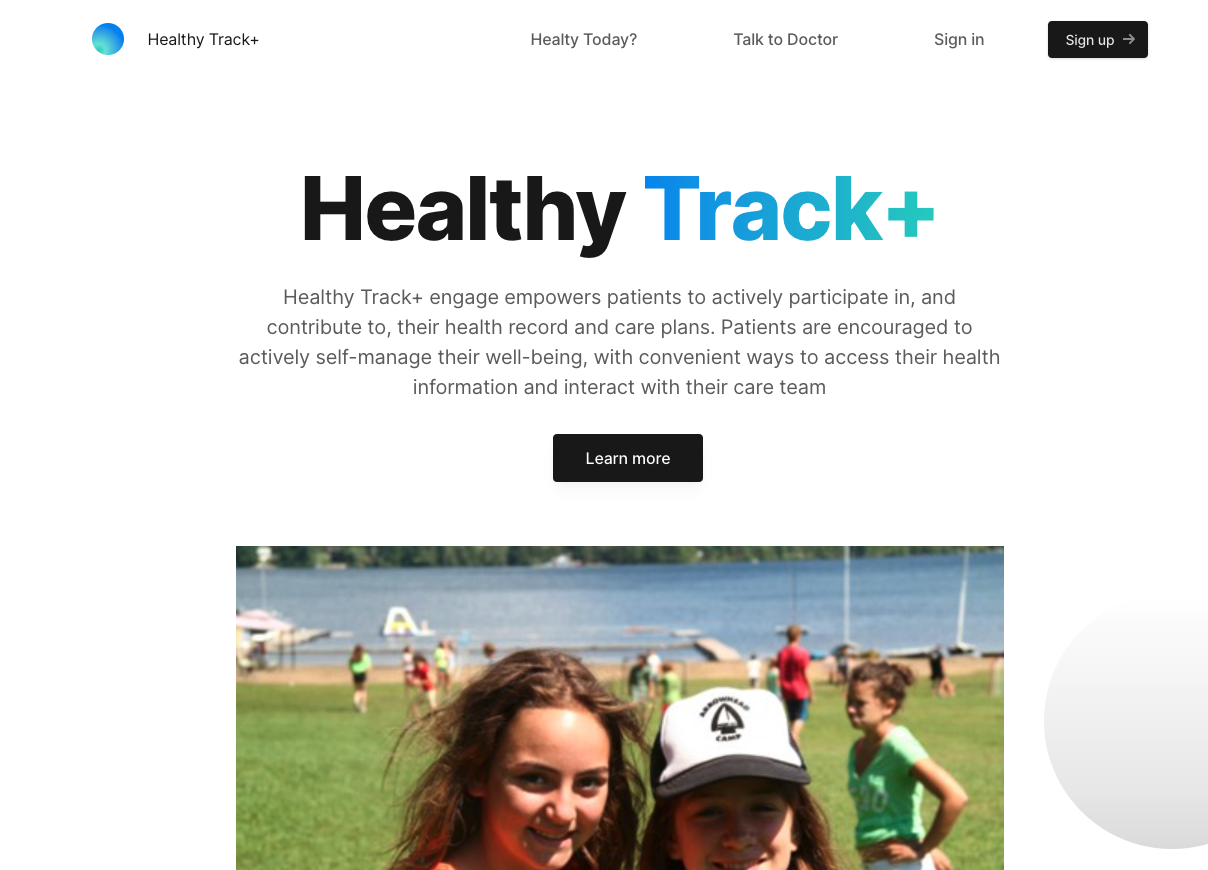 Healthy Track+
Healty Today?
Talk to Doctor
Sign in
Sign up
Healthy Track+
Healthy Track+ engage empowers patients to actively participate in, and
contribute to, their health record and care plans. Patients are encouraged to
actively self-manage their well-being, with convenient ways to access their health
information and interact with their care team
Learn more
ARROWHEAD
CAMP